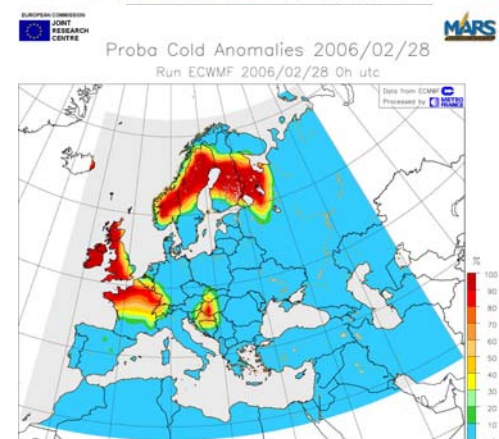 EUROPEAN COMMISSION
JOINT
RESEARCH
CENTRE
MARS
Proba Cold Anomalies 2006/02/28
Run ECWMF 2006/02/28 0h utc
Data from ECMWF
Processed by METEO
FRANCE
%
100
90
80
70
60
50
40
30
20
10